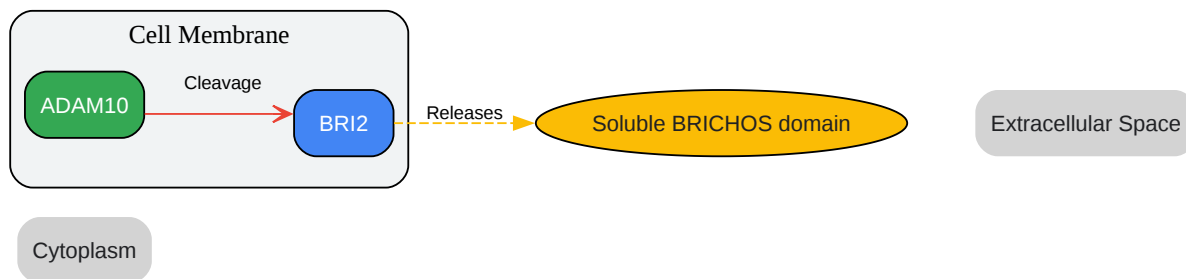 Cell Membrane
ADAM10
Cleavage
BRI2
Releases
Soluble BRICHOS domain
Extracellular Space
Cytoplasm